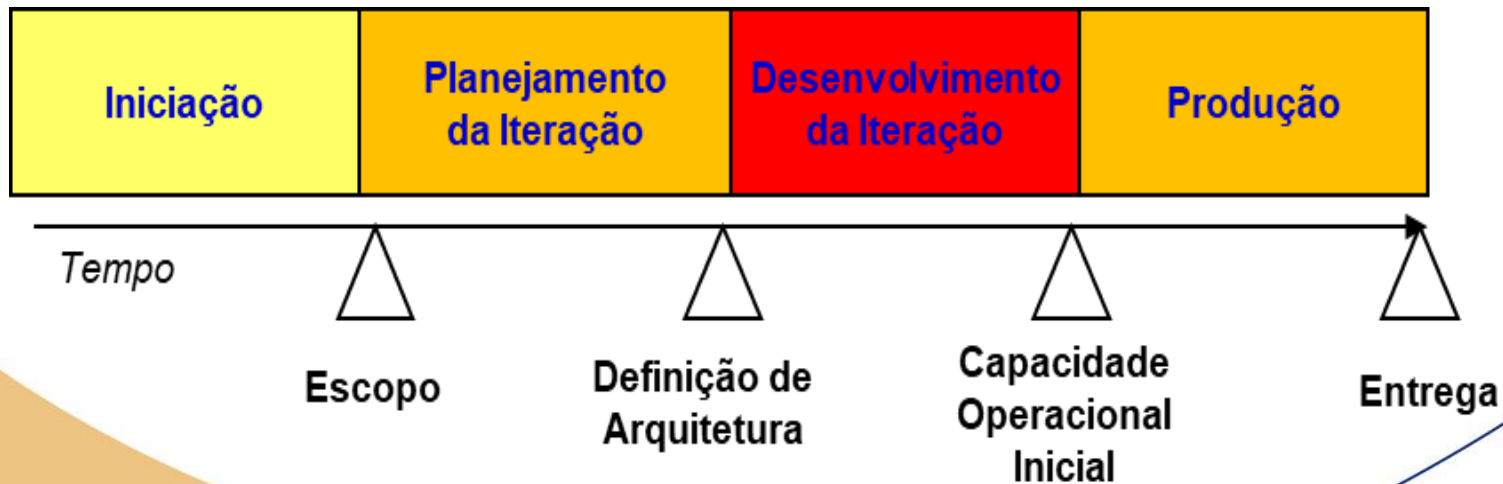 Iniciação
Planejamento
da Iteração
Desenvolvimento
da Iteração
Produção
Tempo
Escopo
Definição de
Arquitetura
Capacidade
Operacional
Inicial
Entrega